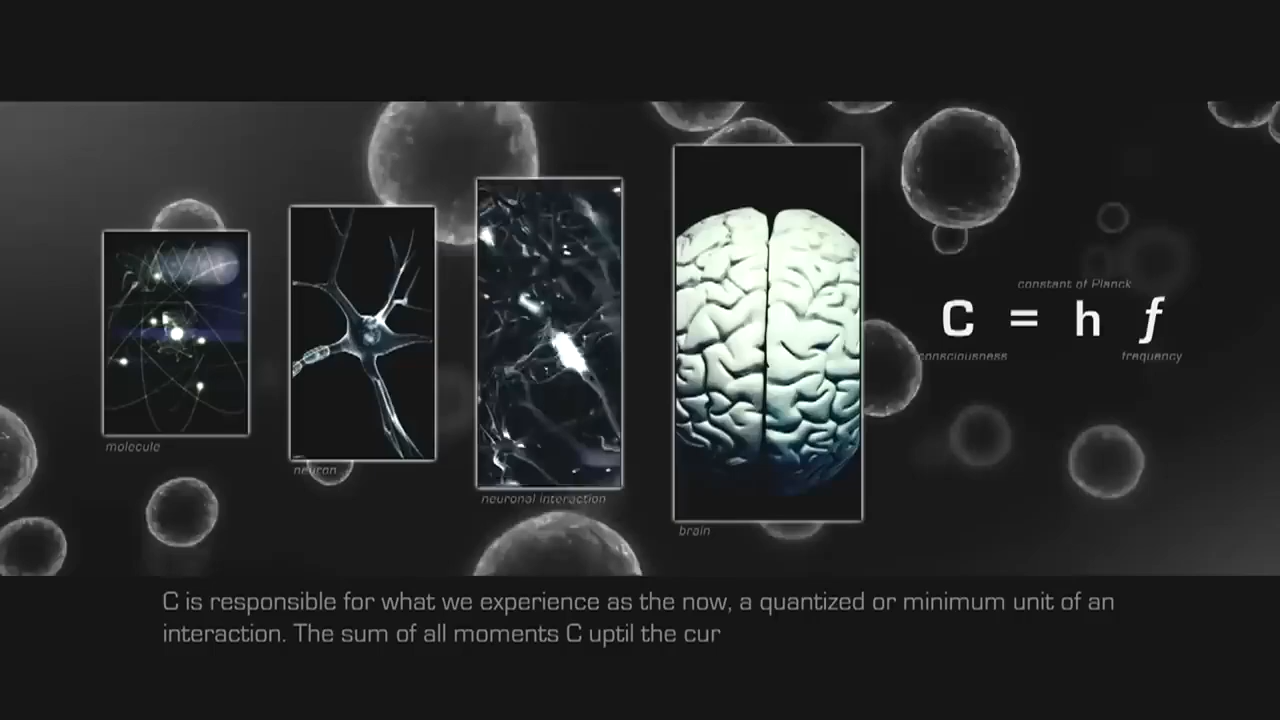 constant of Planck
C = h f
consciousness
frequency
molecule
neuron
neuronal interaction
brain
C is responsible for what we experience as the now, a quantized or minimum unit of an
interaction. The sum of all moments C uptil the cur